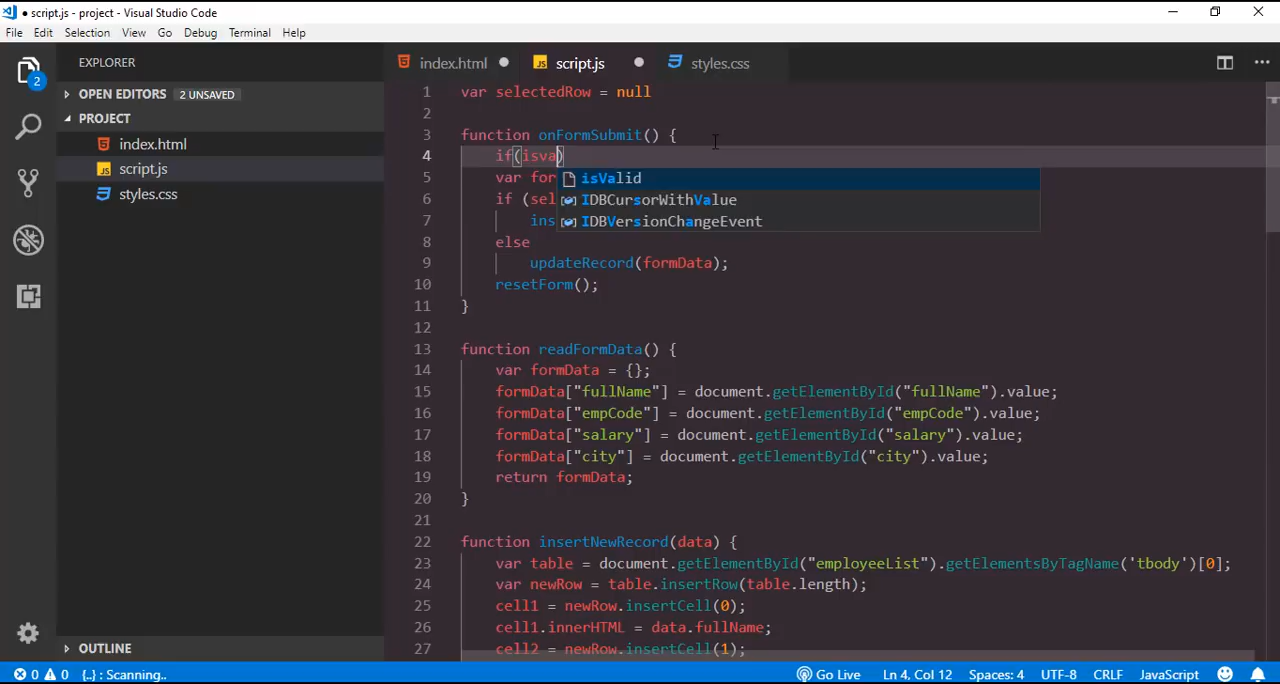 ● script.js - project - Visual Studio Code
File Edit Selection View Go Debug Terminal Help
2
EXPLORER
OPEN EDITORS 2 UNSAVED
PROJECT
index.html
JS script.js
styles.css
OUTLINE
index.html ● JS script.js ● styles.css ...
1 var selectedRow = null
2
3 function onFormSubmit() {
4 if(isva)
5 var for
isValid
6 if (sel
IDBCursorWithValue
7 ins
IDBVersionChangeEvent
8 else
9 updateRecord(formData);
10 resetForm();
11 }
12
13 function readFormData() {
14 var formData = {};
15 formData["fullName"] = document.getElementById("fullName").value;
16 formData["empCode"] = document.getElementById("empCode").value;
17 formData["salary"] = document.getElementById("salary").value;
18 formData["city"] = document.getElementById("city").value;
19 return formData;
20 }
21
22 function insertNewRecord(data) {
23 var table = document.getElementById("employeeList").getElementsByTagName('tbody')[0];
24 var newRow = table.insertRow(table.length);
25 cell1 = newRow.insertCell(0);
26 cell1.innerHTML = data.fullName;
27 cell2 = newRow.insertCell(1);
0 0 {..} : Scanning.. Go Live Ln 4, Col 12 Spaces: 4 UTF-8 CRLF JavaScript